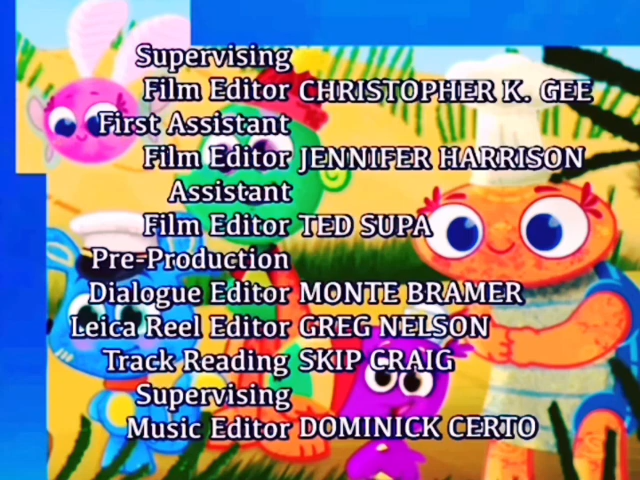 Supervising
Film Editor CHRISTOPHER K. GEE
First Assistant
Film Editor JENNIFER HARRISON
Assistant
Film Editor TED SUPA
Pre-Production
Dialogue Editor MONTE BRAMER
Leica Reel Editor GREG NELSON
Track Reading SKIP CRAIG
Supervising
Music Editor DOMINICK CERTO